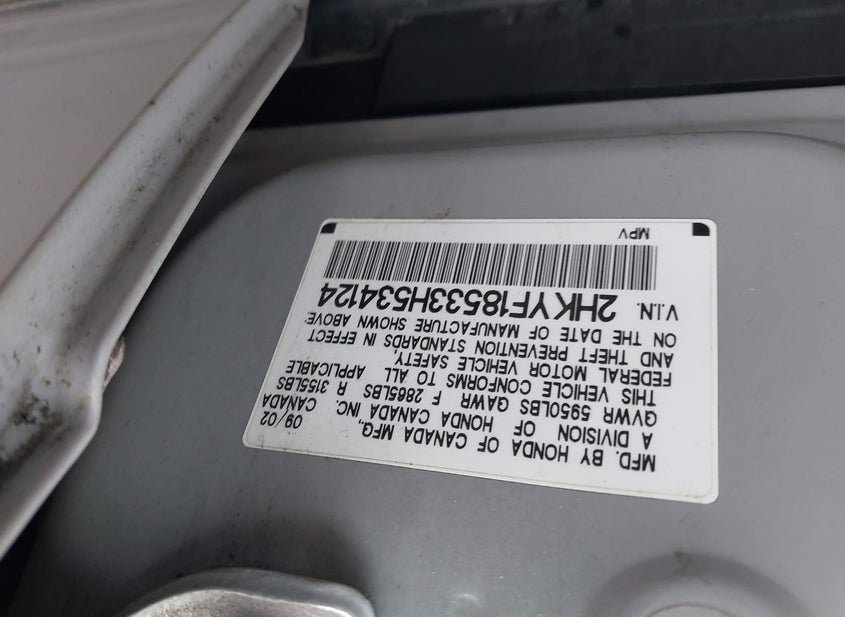 MFD. BY HONDA OF CANADA MFG.,
A DIVISION OF HONDA CANADA INC. CANADA 09/02
GVWR 5950LBS GAWR F 2865LBS R 3155LBS
THIS VEHICLE CONFORMS TO ALL APPLICABLE
FEDERAL MOTOR VEHICLE SAFETY,
AND THEFT PREVENTION STANDARDS IN EFFECT
ON THE DATE OF MANUFACTURE SHOWN ABOVE.
V.I.N. 2HKYF18533H534124
MPV